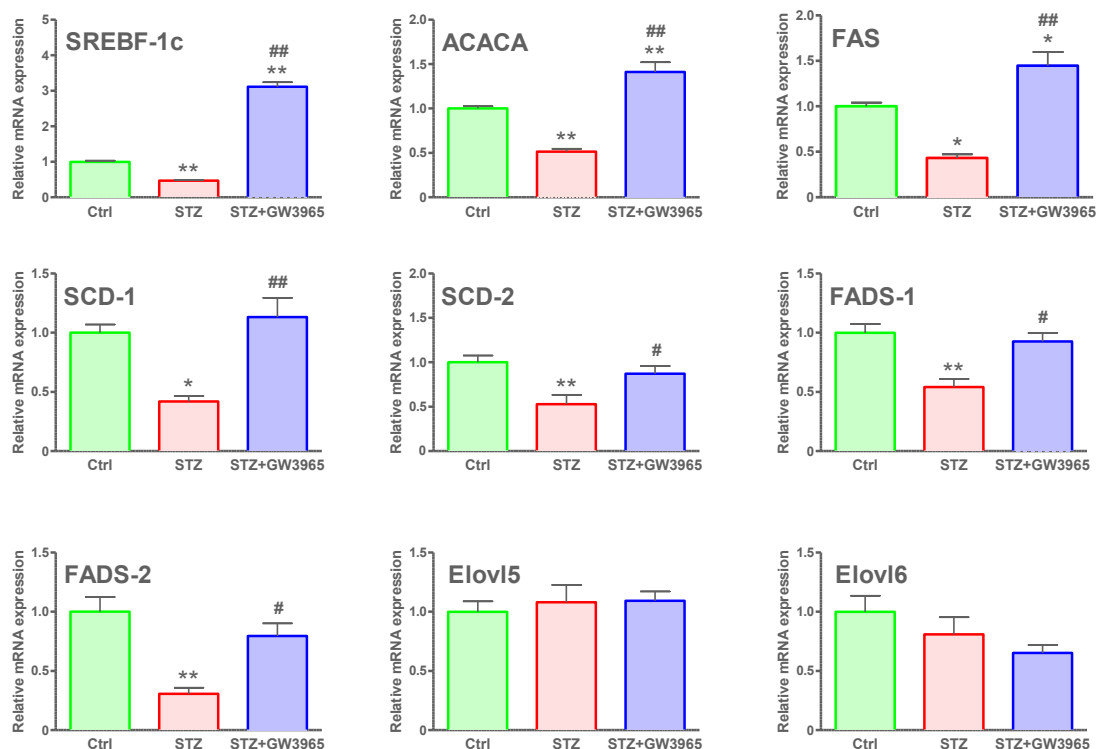 SREBF-1c
Relative mRNA expression
5
4
3
2
1
0
**
##
**
Ctrl STZ STZ+GW3965
ACACA
Relative mRNA expression
2.0
1.5
1.0
0.5
0
**
##
**
Ctrl STZ STZ+GW3965
FAS
Relative mRNA expression
2.0
1.5
1.0
0.5
0
*
##
*
Ctrl STZ STZ+GW3965
SCD-1
Relative mRNA expression
1.5
1.0
0.5
0
*
##
Ctrl STZ STZ+GW3965
SCD-2
Relative mRNA expression
2.0
1.5
1.0
0.5
0
**
#
Ctrl STZ STZ+GW3965
FADS-1
Relative mRNA expression
1.5
1.0
0.5
0
**
#
Ctrl STZ STZ+GW3965
FADS-2
Relative mRNA expression
1.5
1.0
0.5
0
**
#
Ctrl STZ STZ+GW3965
Elovl5
Relative mRNA expression
1.5
1.0
0.5
0
Ctrl STZ STZ+GW3965
Elovl6
Relative mRNA expression
1.5
1.0
0.5
0
Ctrl STZ STZ+GW3965